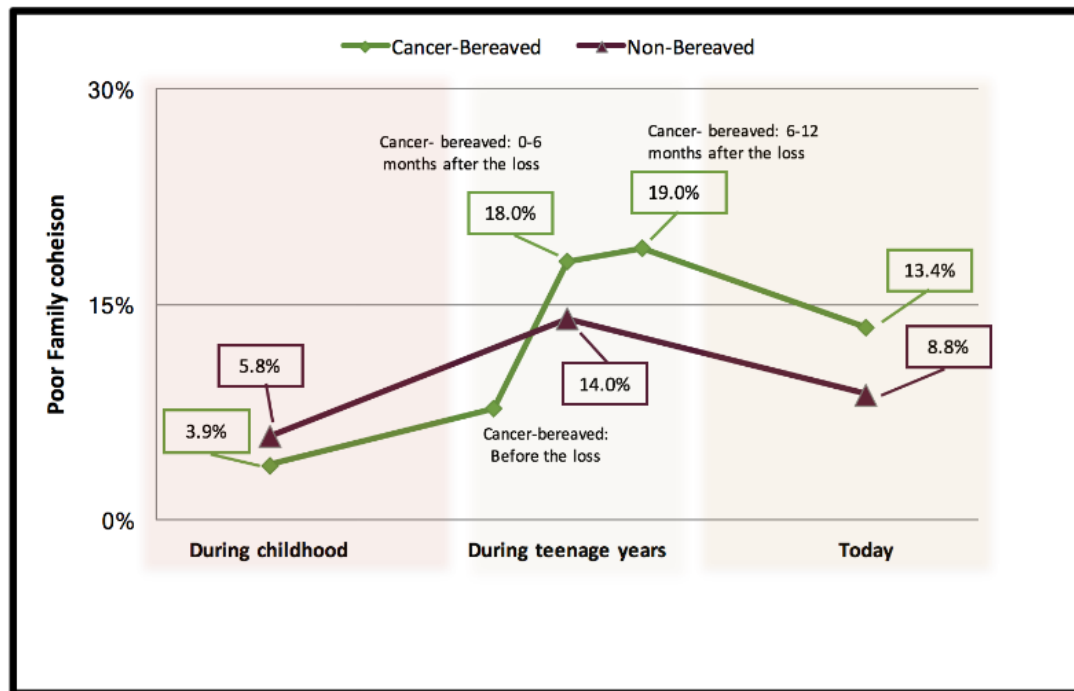 Cancer-Bereaved Non-Bereaved
30%
Cancer- bereaved: 0-6
months after the loss
Cancer- bereaved: 6-12
months after the loss
18.0%
19.0%
15%
13.4%
8.8%
5.8%
14.0%
3.9%
Cancer-bereaved:
Before the loss
0%
Poor Family coheison
During childhood During teenage years Today